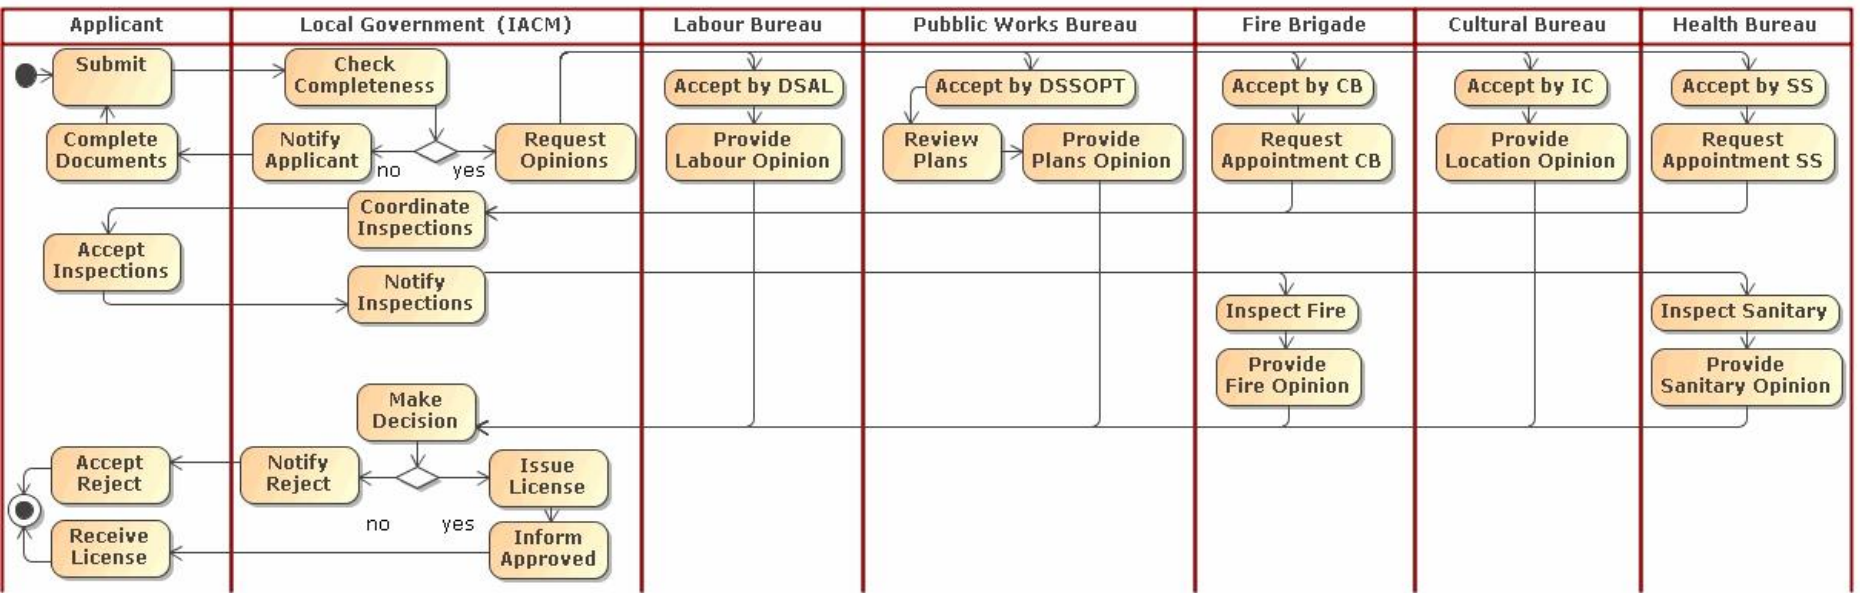 Applicant
Local Government (IACM)
Labour Bureau
Pubblic Works Bureau
Fire Brigade
Cultural Bureau
Health Bureau
Submit
Check
Completeness
Accept by DSAL
Accept by DSSOPT
Accept by CB
Accept by IC
Accept by SS
Complete
Documents
Notify
Applicant
no
yes
Request
Opinions
Provide
Labour Opinion
Review
Plans
Provide
Plans Opinion
Request
Appointment CB
Provide
Location Opinion
Request
Appointment SS
Coordinate
Inspections
Accept
Inspections
Notify
Inspections
Inspect Fire
Inspect Sanitary
Provide
Fire Opinion
Provide
Sanitary Opinion
Make
Decision
Accept
Reject
Notify
Reject
Issue
License
no
yes
Receive
License
Inform
Approved